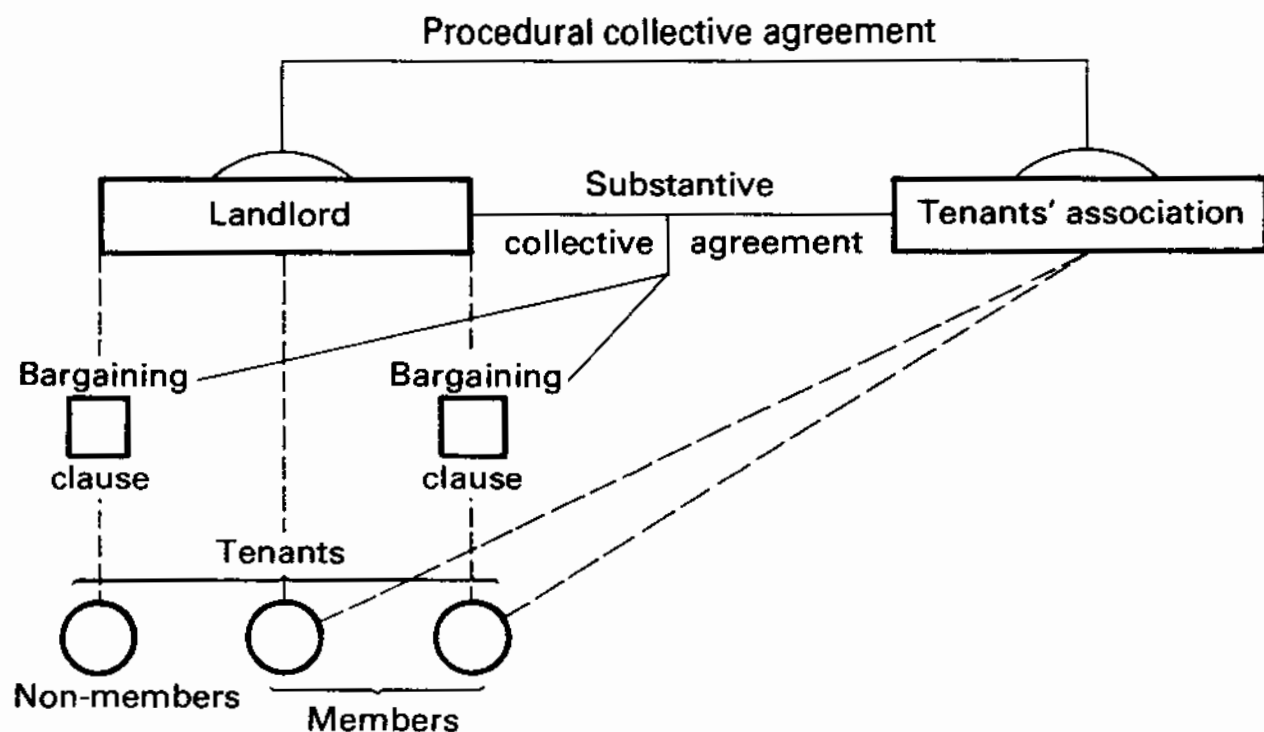 Procedural collective agreement
Landlord
Substantive
collective agreement
Tenants' association
Bargaining
clause
Bargaining
clause
Tenants
Non-members
Members